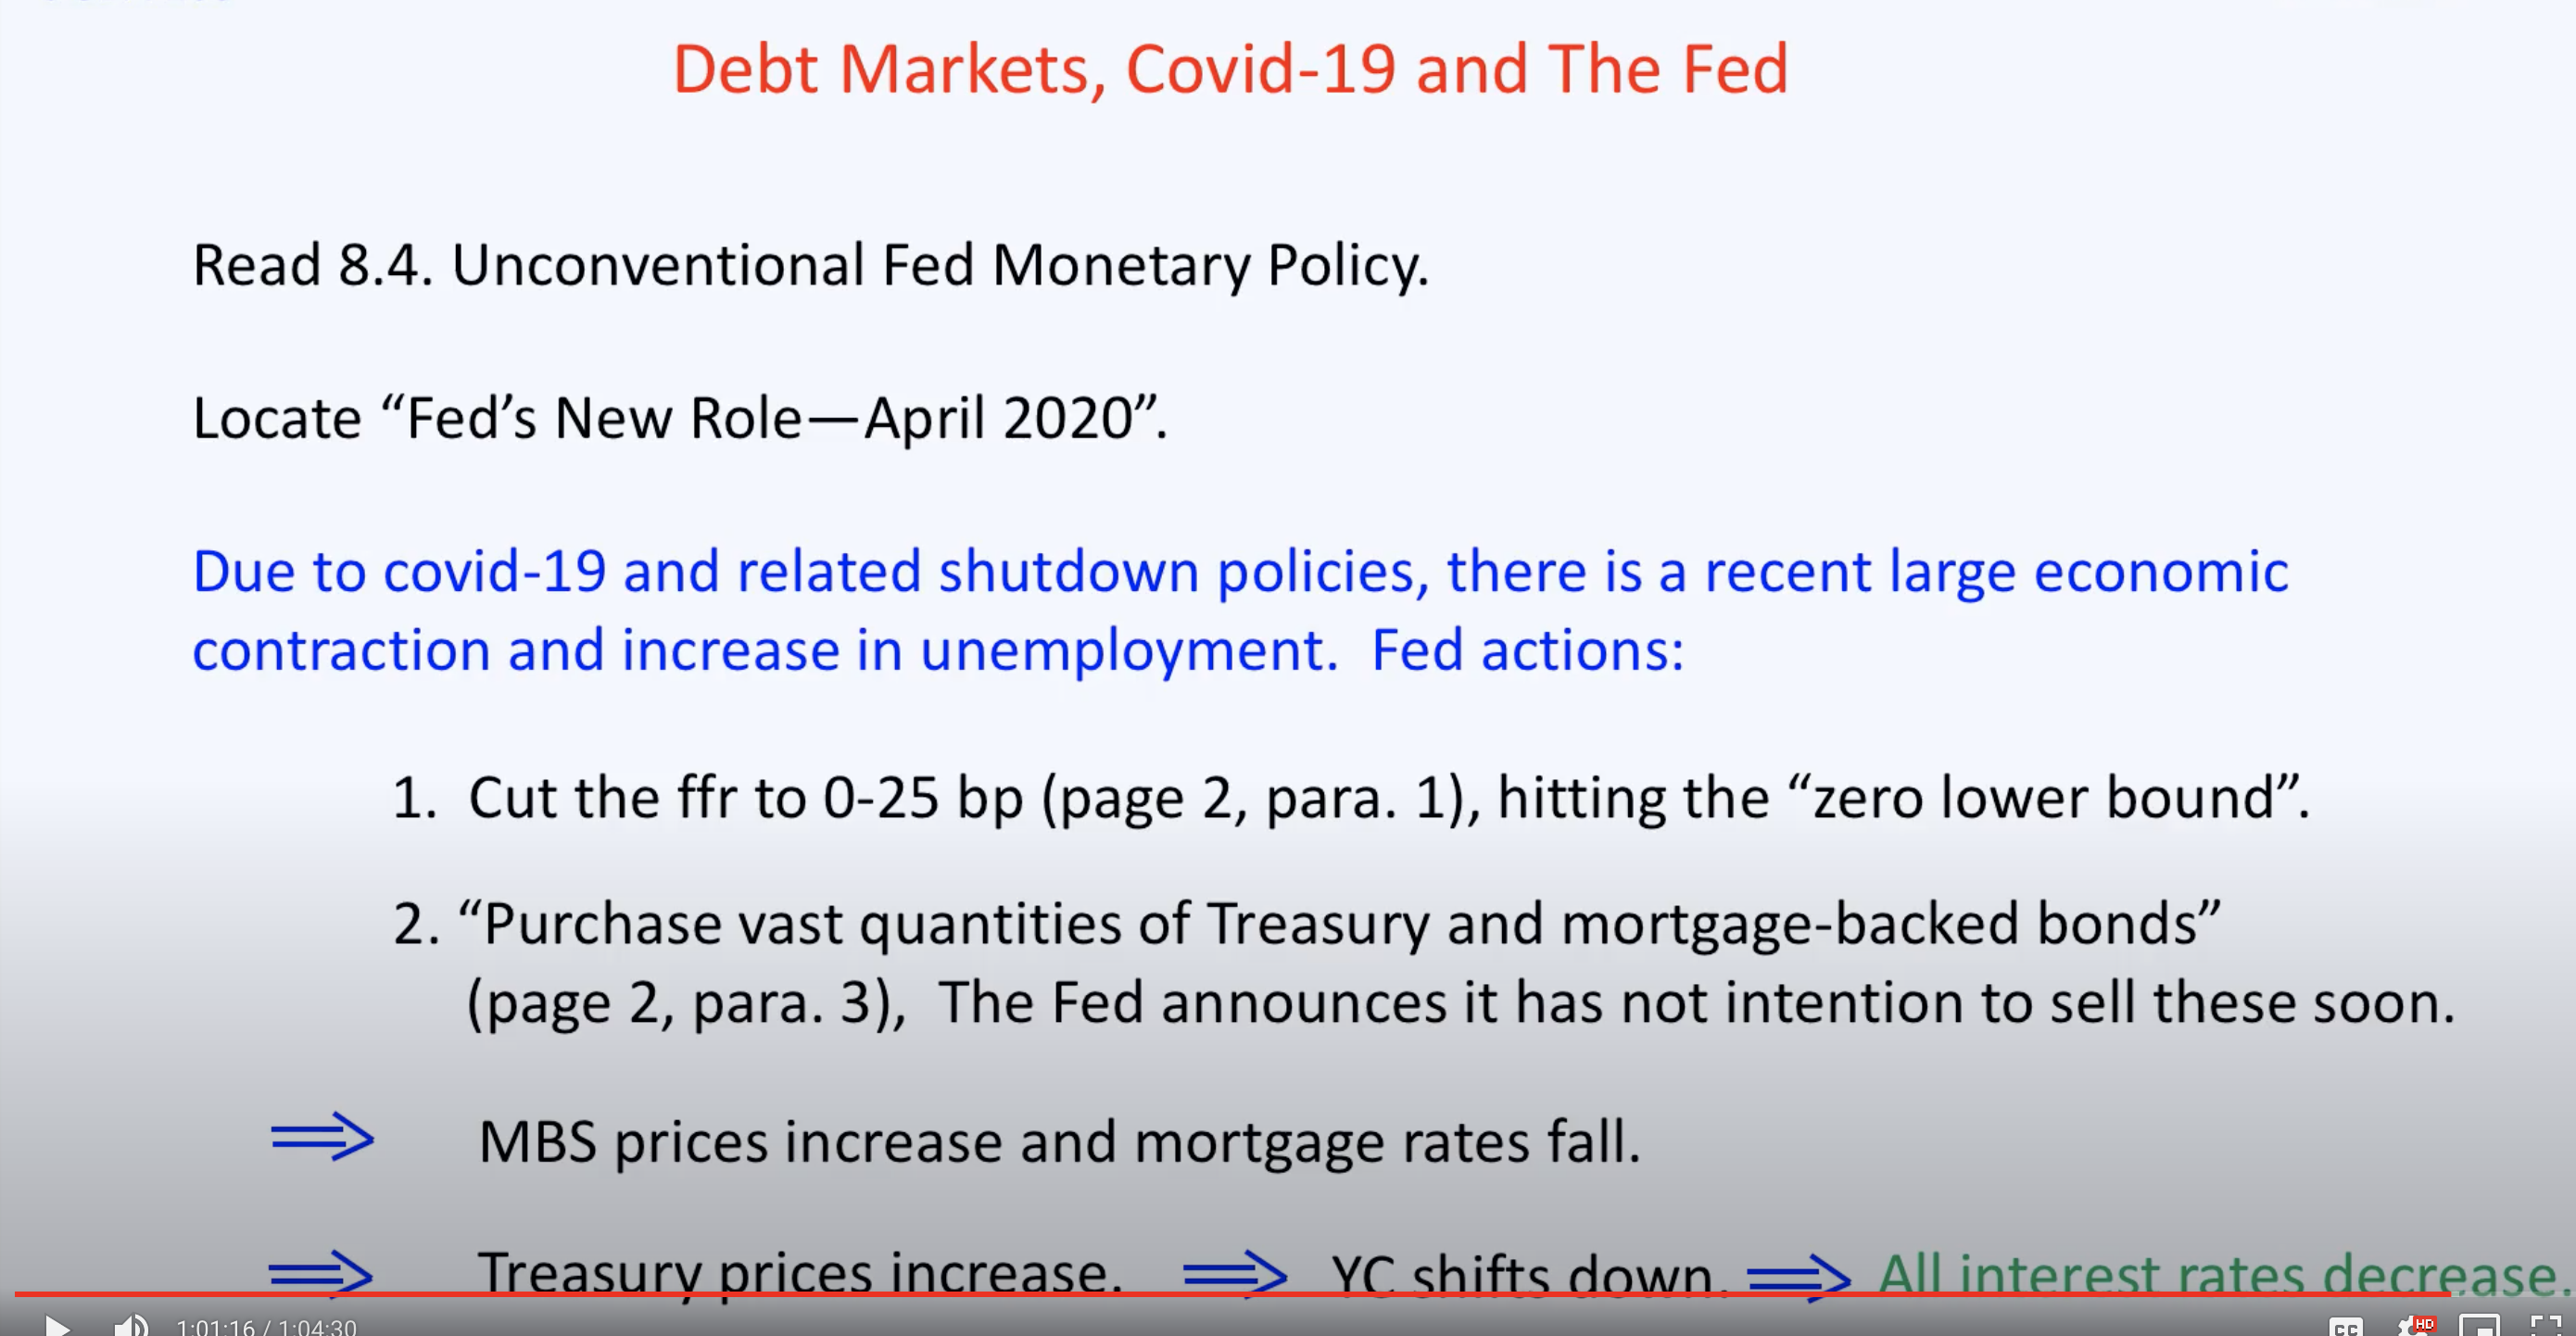 Debt Markets, Covid-19 and The Fed
Read 8.4. Unconventional Fed Monetary Policy.
Locate “Fed’s New Role—April 2020”.
Due to covid-19 and related shutdown policies, there is a recent large economic
contraction and increase in unemployment.  Fed actions:
1.  Cut the ffr to 0-25 bp (page 2, para. 1), hitting the “zero lower bound”.
2. “Purchase vast quantities of Treasury and mortgage-backed bonds”
(page 2, para. 3),  The Fed announces it has not intention to sell these soon.
MBS prices increase and mortgage rates fall.
Treasury prices increase. YC shifts down. All interest rates decrease.
1:01:16 / 1:04:30 CC HD